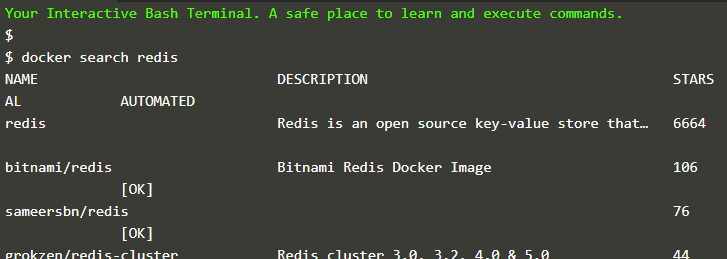 Your Interactive Bash Terminal. A safe place to learn and execute commands.
$
$ docker search redis
NAME DESCRIPTION STARS
AL AUTOMATED
redis Redis is an open source key-value store that… 6664
bitnami/redis Bitnami Redis Docker Image 106
[OK]
sameersbn/redis 76
[OK]
grokzen/redis-cluster Redis cluster 3.0, 3.2, 4.0 & 5.0 44